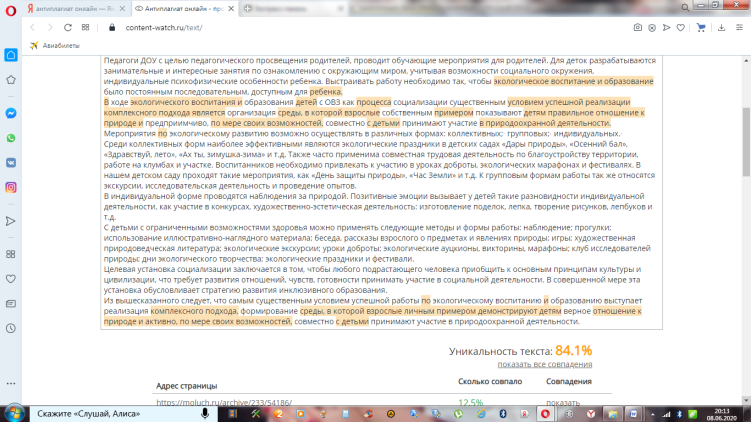 антиплагиат онлайн — Я
Антиплагиат онлайн - пр
Экспресс-панель
content-watch.ru/text/
Авиабилеты
Педагоги ДОУ с целью педагогического просвещения родителей, проводит обучающие мероприятия для родителей. Для деток разрабатываются
занимательные и интересные занятия по ознакомлению с окружающим миром, учитывая возможности социального окружения,
индивидуальные психофизические особенности ребенка. Выстраивать работу необходимо так, чтобы экологическое воспитание и образование
было постоянным последовательным, доступным для ребенка.
В ходе экологического воспитания и образования детей с ОВЗ как процесса социализации существенным условием успешной реализации
комплексного подхода является организация среды, в которой взрослые собственным примером показывают детям правильное отношение к
природе и предприимчиво, по мере своих возможностей, совместно с детьми принимают участие в природоохранной деятельности.
Мероприятия по экологическому развитию возможно осуществлять в различных формах: коллективных· групповых· индивидуальных.
Среди коллективных форм наиболее эффективными являются экологические праздники в детских садах «Дары природы», «Осенний бал»,
«Здравствуй, лето», «Ах ты, зимушка-зима» и т.д. Также часто применима совместная трудовая деятельность по благоустройству территории,
работе на клумбах и участке. Воспитанников необходимо привлекать к участию в уроках доброты, экологических марафонах и фестивалях. В
нашем детском саду проходят такие мероприятия, как «День защиты природы», «Час Земли» и т.д. К групповым формам работы так же относятся
экскурсии, исследовательская деятельность и проведение опытов.
В индивидуальной форме проводятся наблюдения за природой. Позитивные эмоции вызывает у детей такие разновидности индивидуальной
деятельности, как участие в конкурсах, художественно-эстетическая деятельность: изготовление поделок, лепка, творение рисунков, лепбуков и
т.д.
С детьми с ограниченными возможностями здоровья можно применять следующие методы и формы работы: наблюдение; прогулки;
использование иллюстративно-наглядного материала; беседа, рассказы взрослого о предметах и явлениях природы; игры; художественная
природоведческая литература; экологические экскурсии; уроки доброты; экологические аукционы, викторины, марафоны; клуб исследователей
природы; дни экологического творчества; экологические праздники и фестивали.
Целевая установка социализации заключается в том, чтобы любого подрастающего человека приобщить к основным принципам культуры и
цивилизации, что требует развития отношений, чувств, готовности принимать участие в социальной деятельности. В совершенной мере эта
установка обусловливает стратегию развития инклюзивного образования.
Из вышесказанного следует, что самым существенным условием успешной работы по экологическому воспитанию и образованию выступает
реализация комплексного подхода, формирование среды, в которой взрослые личным примером демонстрируют детям верное отношение к
природе и активно, по мере своих возможностей, совместно с детьми принимают участие в природоохранной деятельности.
Уникальность текста: 84.1%
показать все совпадения
Адрес страницы Сколько совпало Совпадения
https://moluch.ru/archive/233/54186/ 12.5% показать
Скажите «Слушай, Алиса»
20:13
08.06.2020